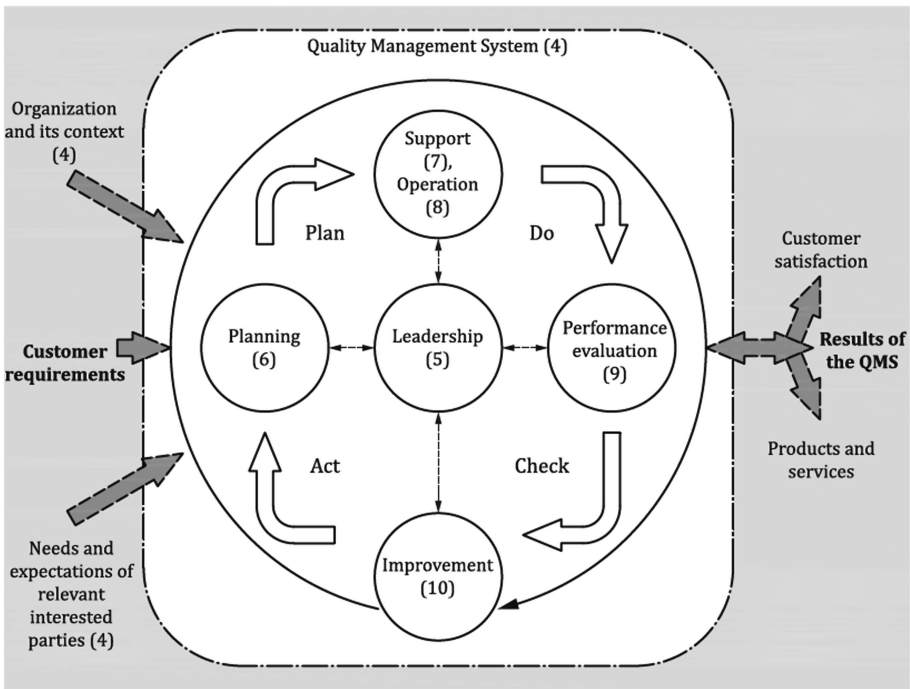 Quality Management System (4)
Organization
and its context
(4)
Support
(7),
Operation
(8)
Plan
Do
Customer
satisfaction
Planning
(6)
Leadership
(5)
Performance
evaluation
(9)
Customer
requirements
Results of
the QMS
Act
Check
Products and
services
Improvement
(10)
Needs and
expectations of
relevant
interested
parties (4)